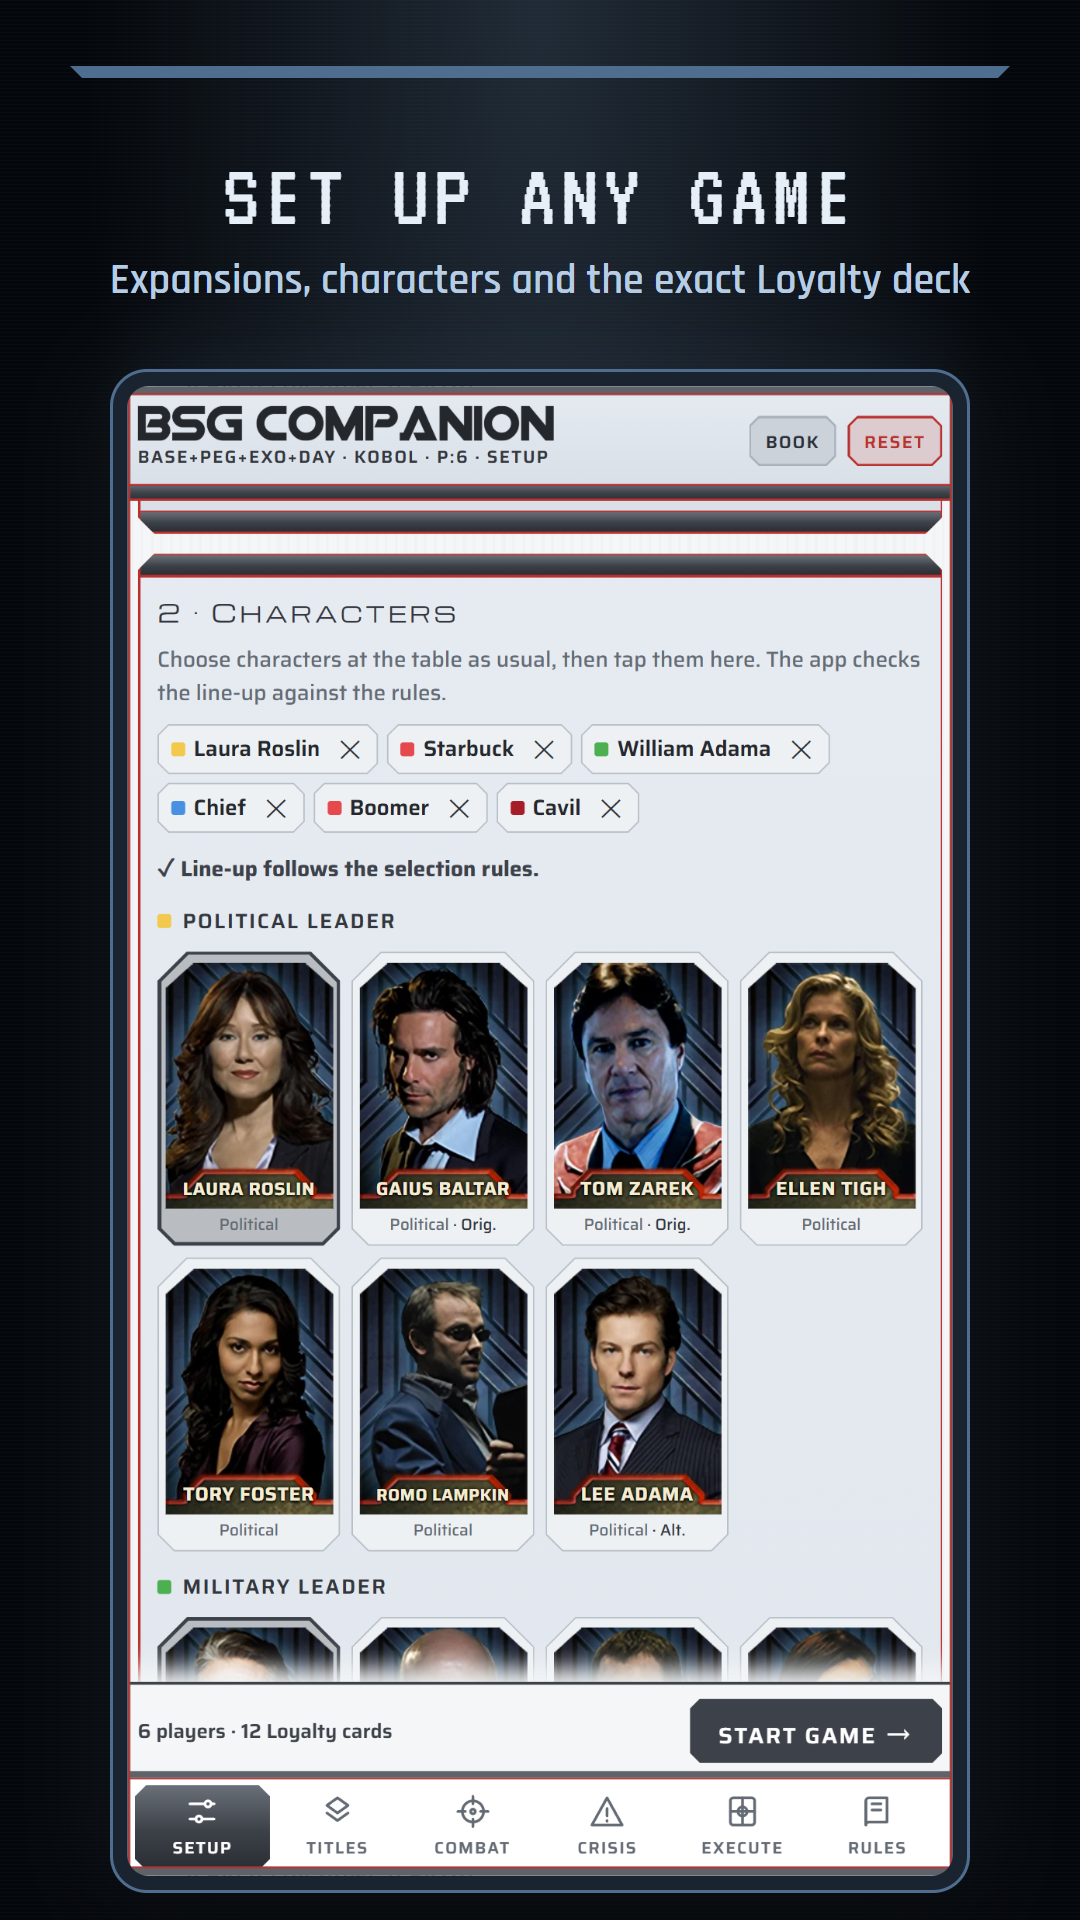 SET UP ANY GAME
Expansions, characters and the exact Loyalty deck
BSG COMPANION
BASE+PEG+EXO+DAY · KOBOL · P:6 · SETUP
BOOK
RESET
2 · CHARACTERS
Choose characters at the table as usual, then tap them here. The app checks
the line-up against the rules.
Laura Roslin
Starbuck
William Adama
Chief
Boomer
Cavil
✓ Line-up follows the selection rules.
POLITICAL LEADER
LAURA ROSLIN
GAIUS BALTAR
TOM ZAREK
ELLEN TIGH
Political
Political · Orig.
Political · Orig.
Political
TORY FOSTER
ROMO LAMPKIN
LEE ADAMA
Political
Political
Political · Alt.
MILITARY LEADER
6 players · 12 Loyalty cards
START GAME →
SETUP
TITLES
COMBAT
CRISIS
EXECUTE
RULES